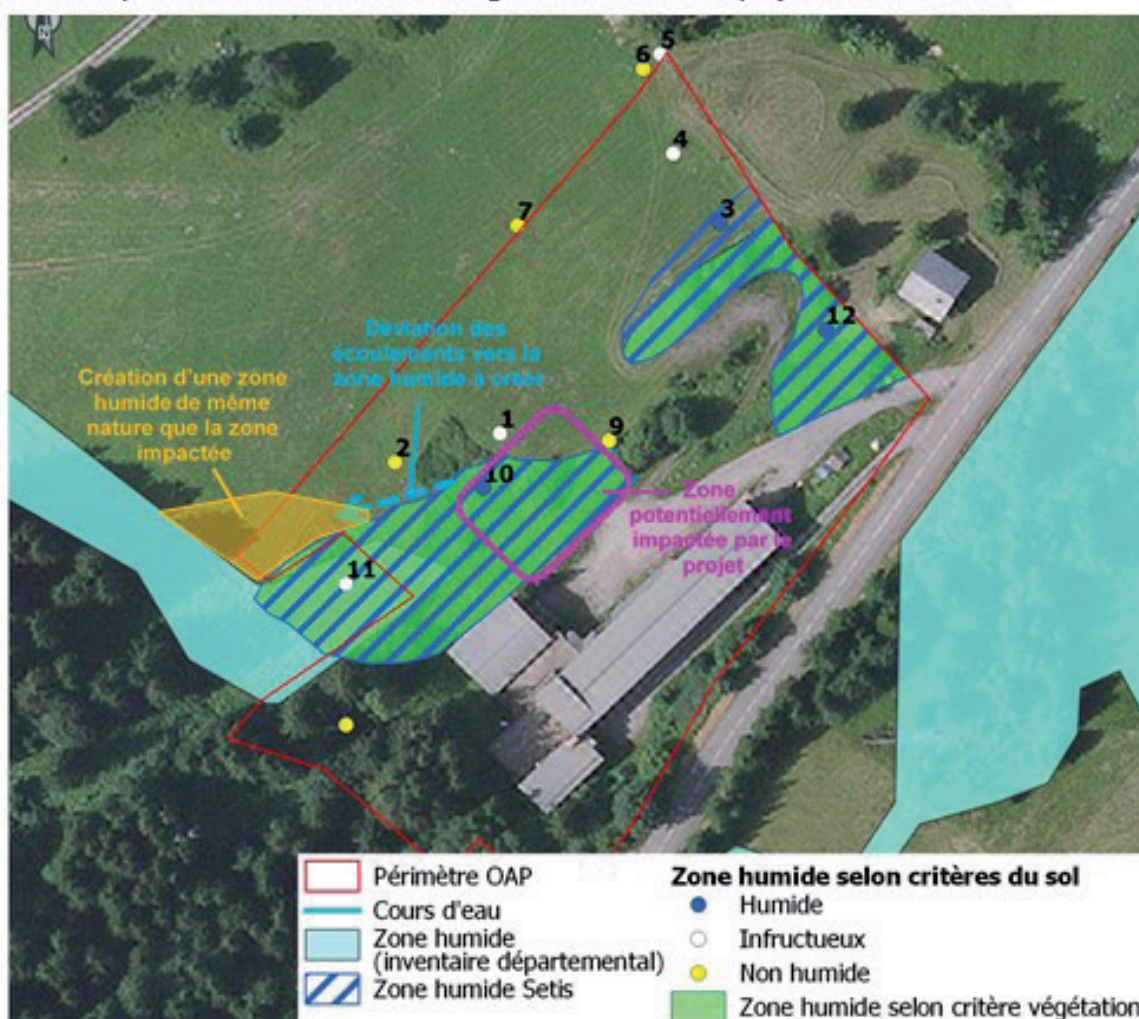 5
6
4
3
7
12
Déviation des
écoulements vers la
zone humide à créer
Création d'une zone
humide de même
nature que la zone
impactée
1
9
2
10
Zone
potentiellement
impactée par le
projet
11
Périmètre OAP
Cours d'eau
Zone humide
(inventaire départemental)
Zone humide Setis
Zone humide selon critères du sol
Humide
Infructueux
Non humide
Zone humide selon critère végétation